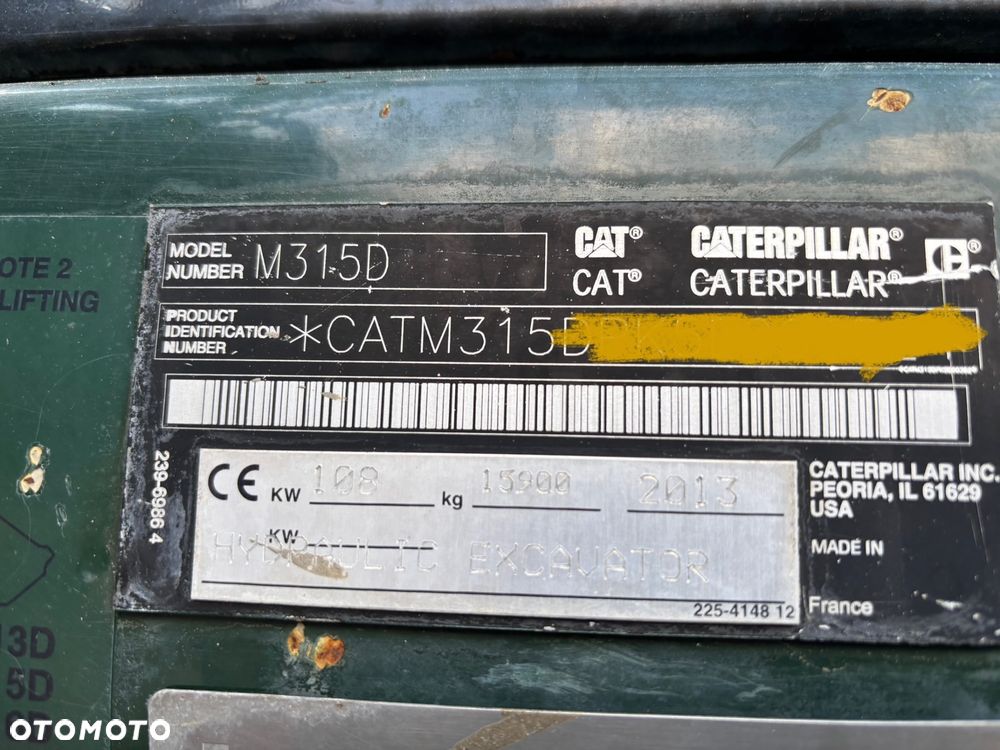 OTE 2
LIFTING
MODEL
NUMBER M315D
CAT® CATERPILLAR®
CAT® CATERPILLAR®
PRODUCT
IDENTIFICATION
NUMBER *CATM315D
239-6986 4
CE KW 108 kg 15900 2013
KW
HYDRAULIC EXCAVATOR
225-4148 12
CATERPILLAR INC.
PEORIA, IL 61629
USA
MADE IN
France
13D
5D
OTOMOTO